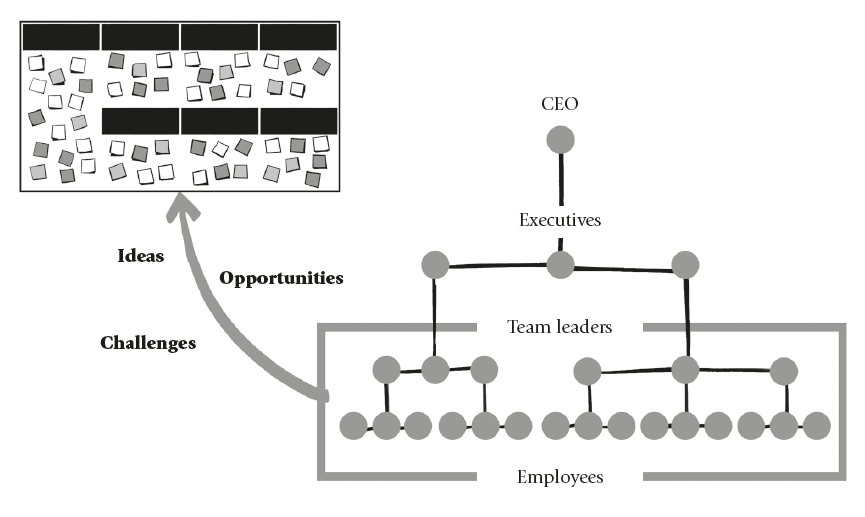 CEO
Executives
Ideas
Opportunities
Team leaders
Challenges
Employees